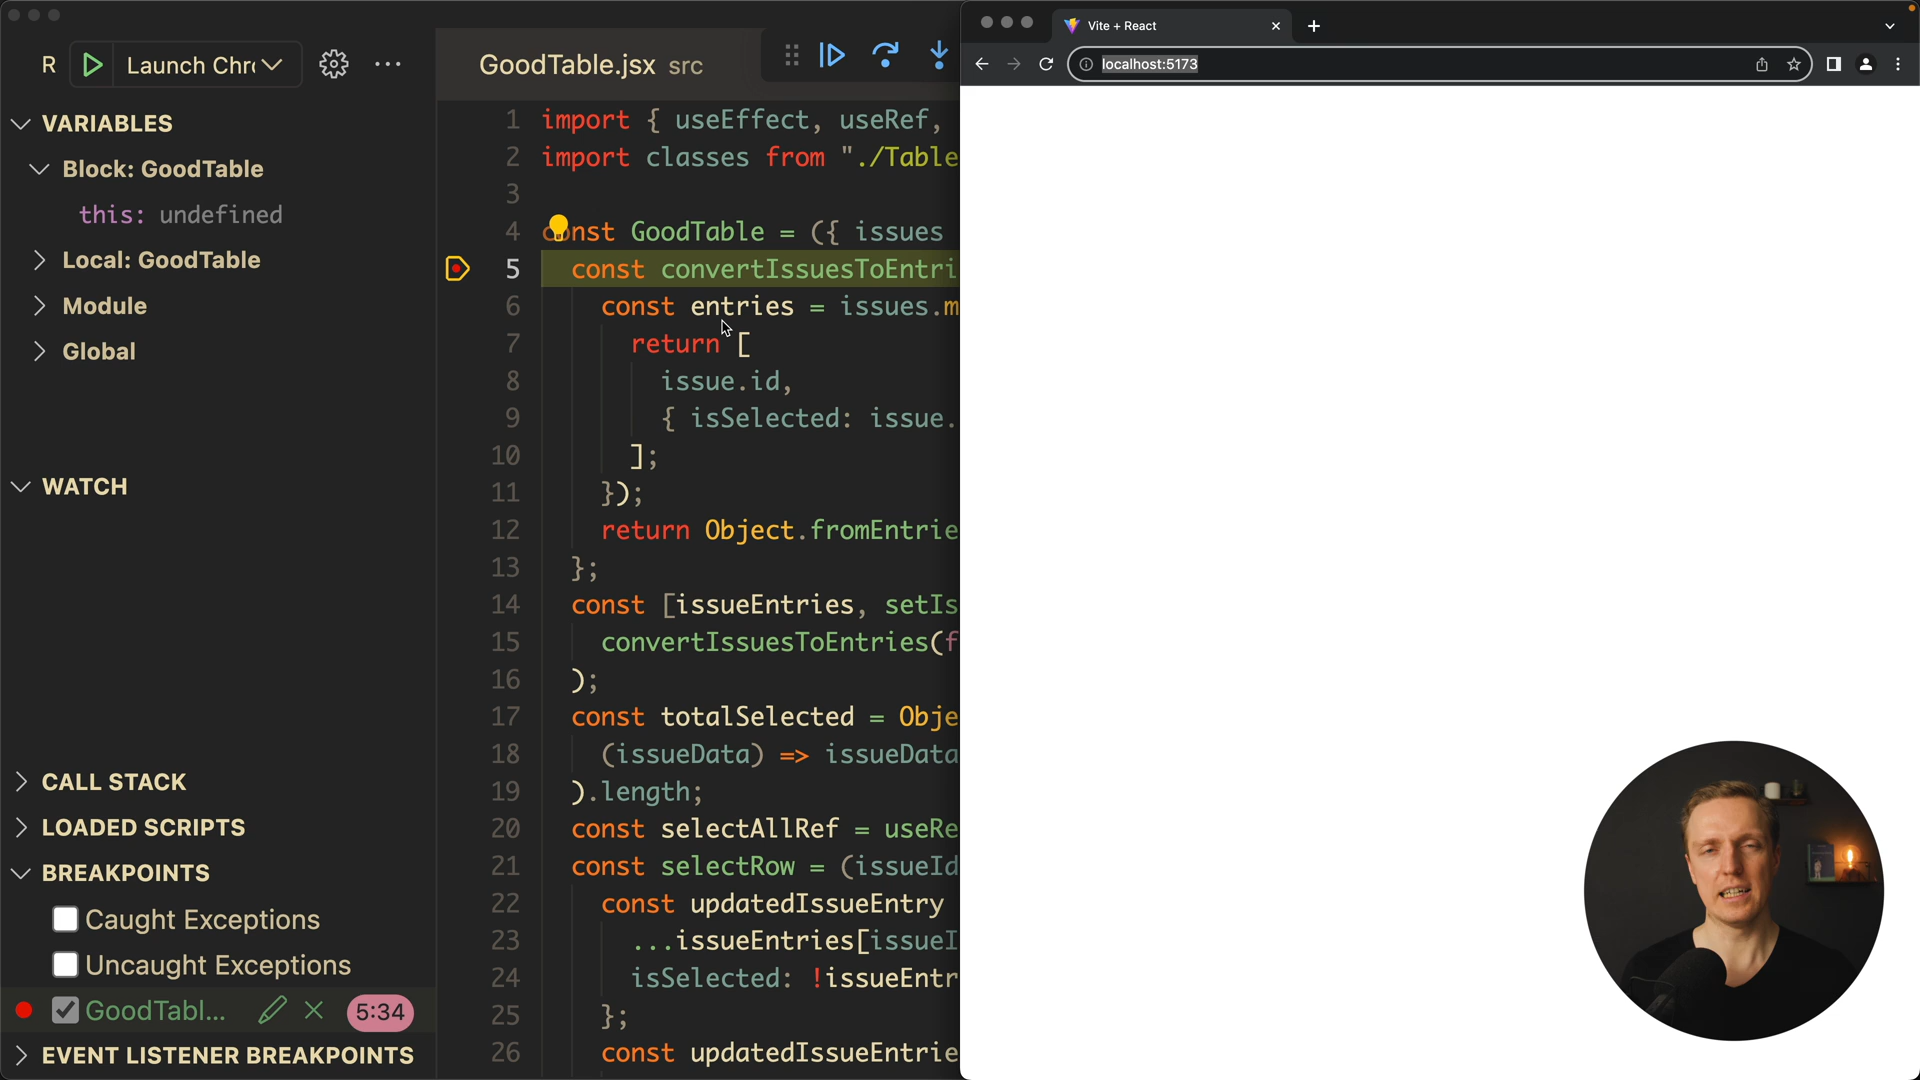 R
Launch Chr
VARIABLES
Block: GoodTable
this: undefined
Local: GoodTable
Module
Global
WATCH
CALL STACK
LOADED SCRIPTS
BREAKPOINTS
Caught Exceptions
Uncaught Exceptions
GoodTabl... 5:34
EVENT LISTENER BREAKPOINTS
GoodTable.jsx src
1 import { useEffect, useRef,
2 import classes from "./Table
3
4 const GoodTable = ({ issues
5 const convertIssuesToEntri
6 const entries = issues.m
7 return [
8 issue.id,
9 { isSelected: issue.
10 ];
11 });
12 return Object.fromEntrie
13 };
14 const [issueEntries, setIs
15 convertIssuesToEntries(f
16 );
17 const totalSelected = Obje
18 (issueData) => issueData
19 ).length;
20 const selectAllRef = useRe
21 const selectRow = (issueId
22 const updatedIssueEntry
23 ...issueEntries[issueI
24 isSelected: !issueEntr
25 };
26 const updatedIssueEntrie
Vite + React
localhost:5173